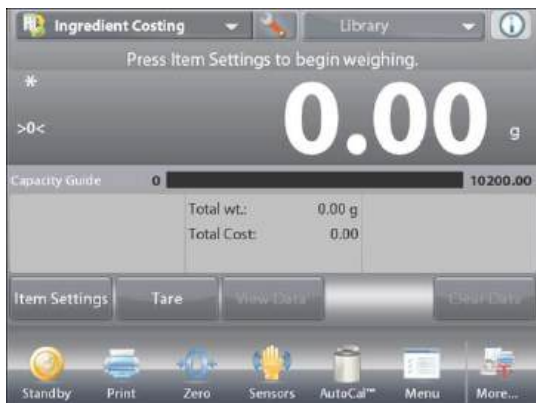 Ingredient Costing
Library
Press Item Settings to begin weighing.
*
>0<
0.00 g
Capacity Guide 0 10200.00
Total wt.: 0.00 g
Total Cost: 0.00
Item Settings Tare View Data Clear Data
Standby Print Zero Sensors AutoCal™ Menu More...